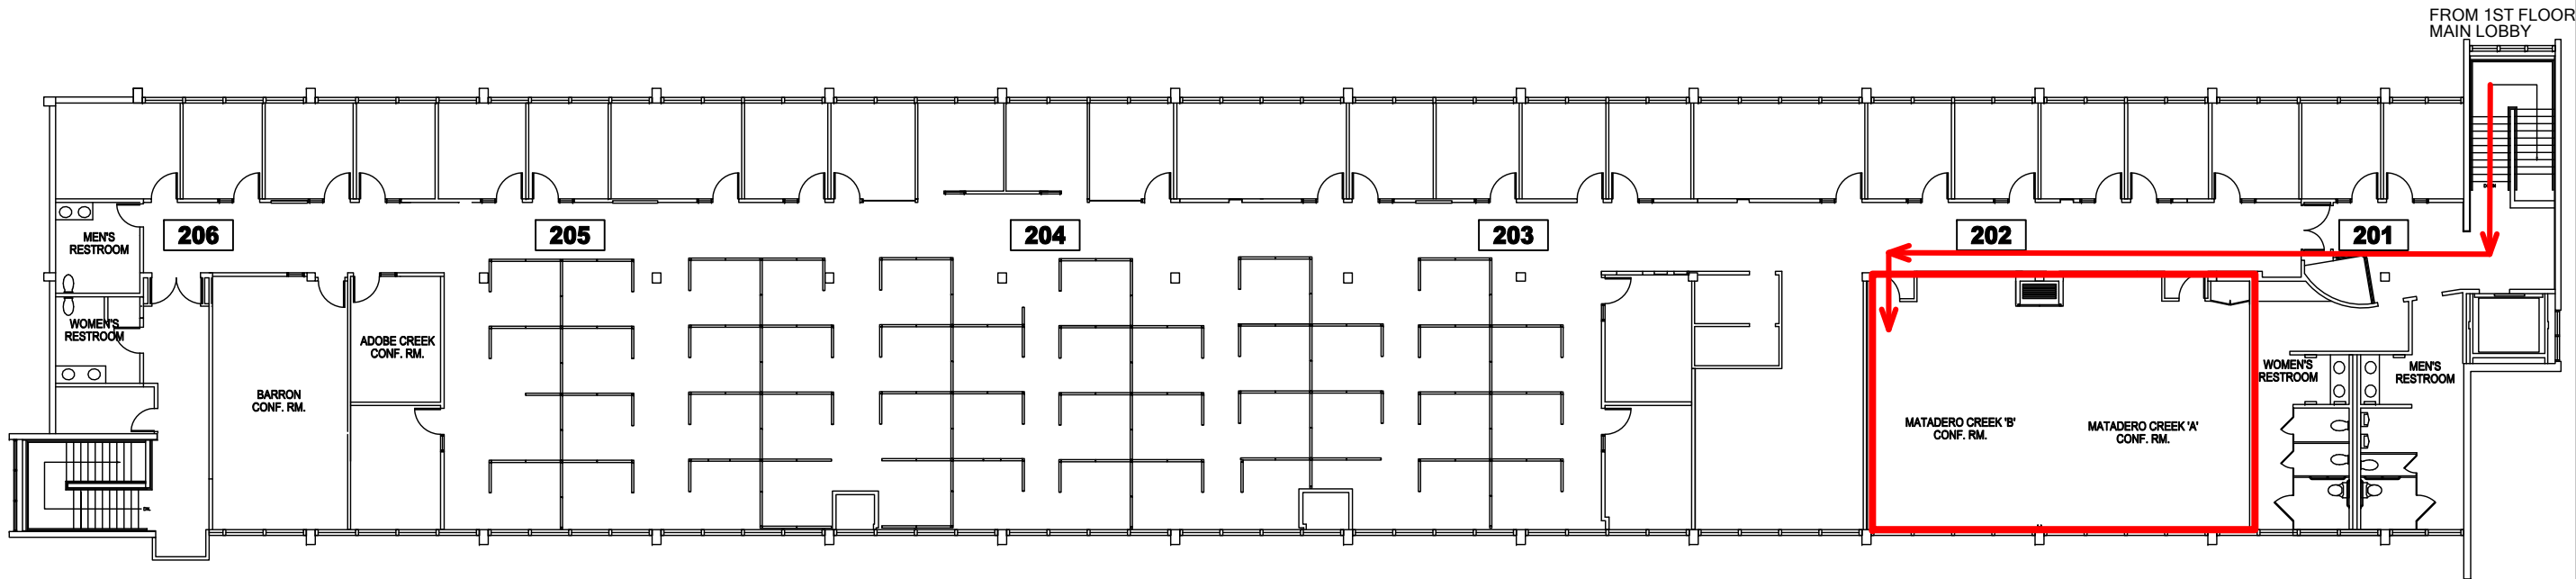 FROM 1ST FLOOR
MAIN LOBBY
206
205
204
203
202
201
MEN'S
RESTROOM
WOMEN'S
RESTROOM
BARRON
CONF. RM.
ADOBE CREEK
CONF. RM.
MATADERO CREEK 'B'
CONF. RM.
MATADERO CREEK 'A'
CONF. RM.
WOMEN'S
RESTROOM
MEN'S
RESTROOM